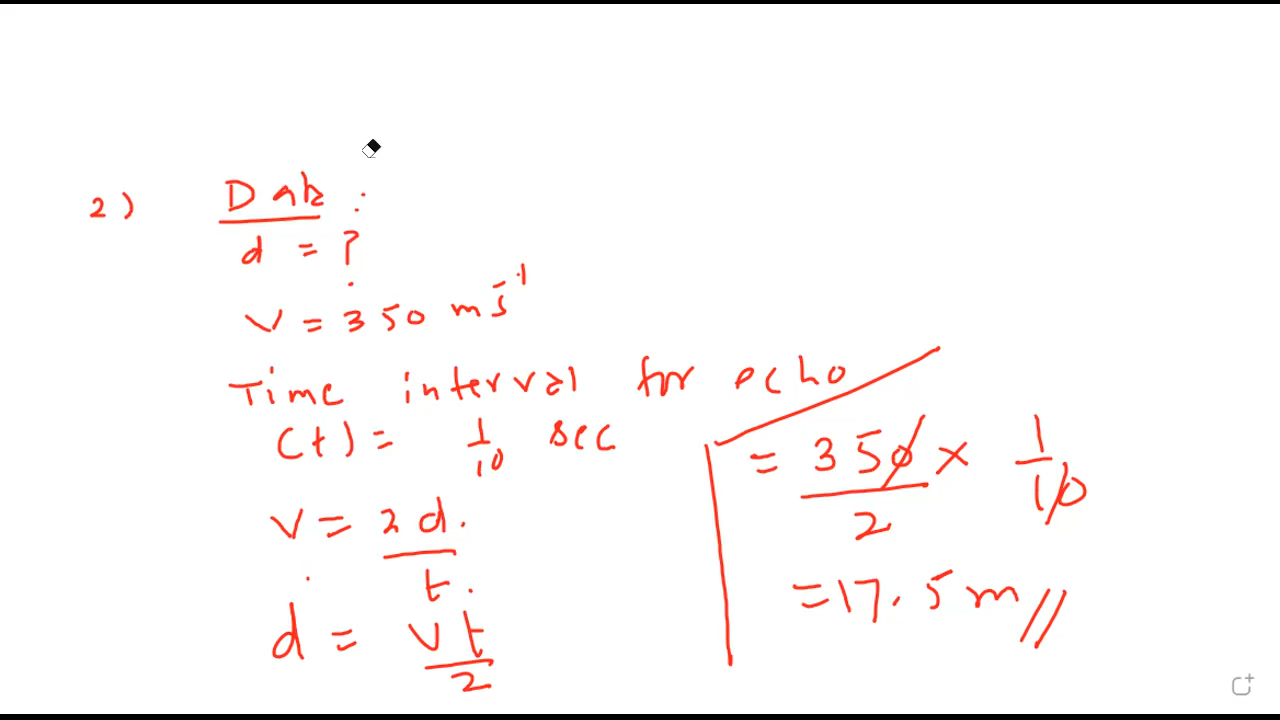 2) Data :
d = ?
V = 350 ms⁻¹
Time interval for echo
(t) = 1/10 sec
V = 2d/t
d = Vt/2
= 350/2 × 1/10
= 17.5 m //